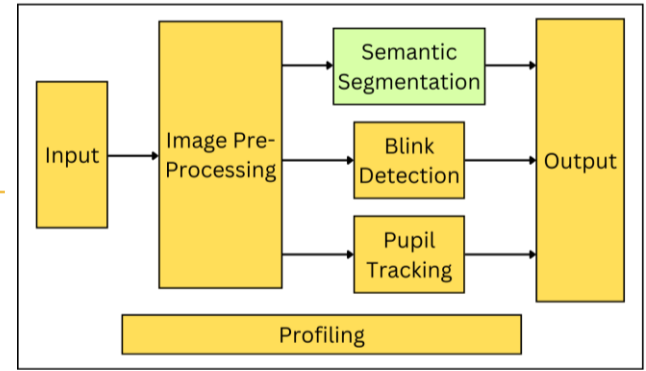 Input
Image Pre-
Processing
Semantic
Segmentation
Blink
Detection
Pupil
Tracking
Output
Profiling